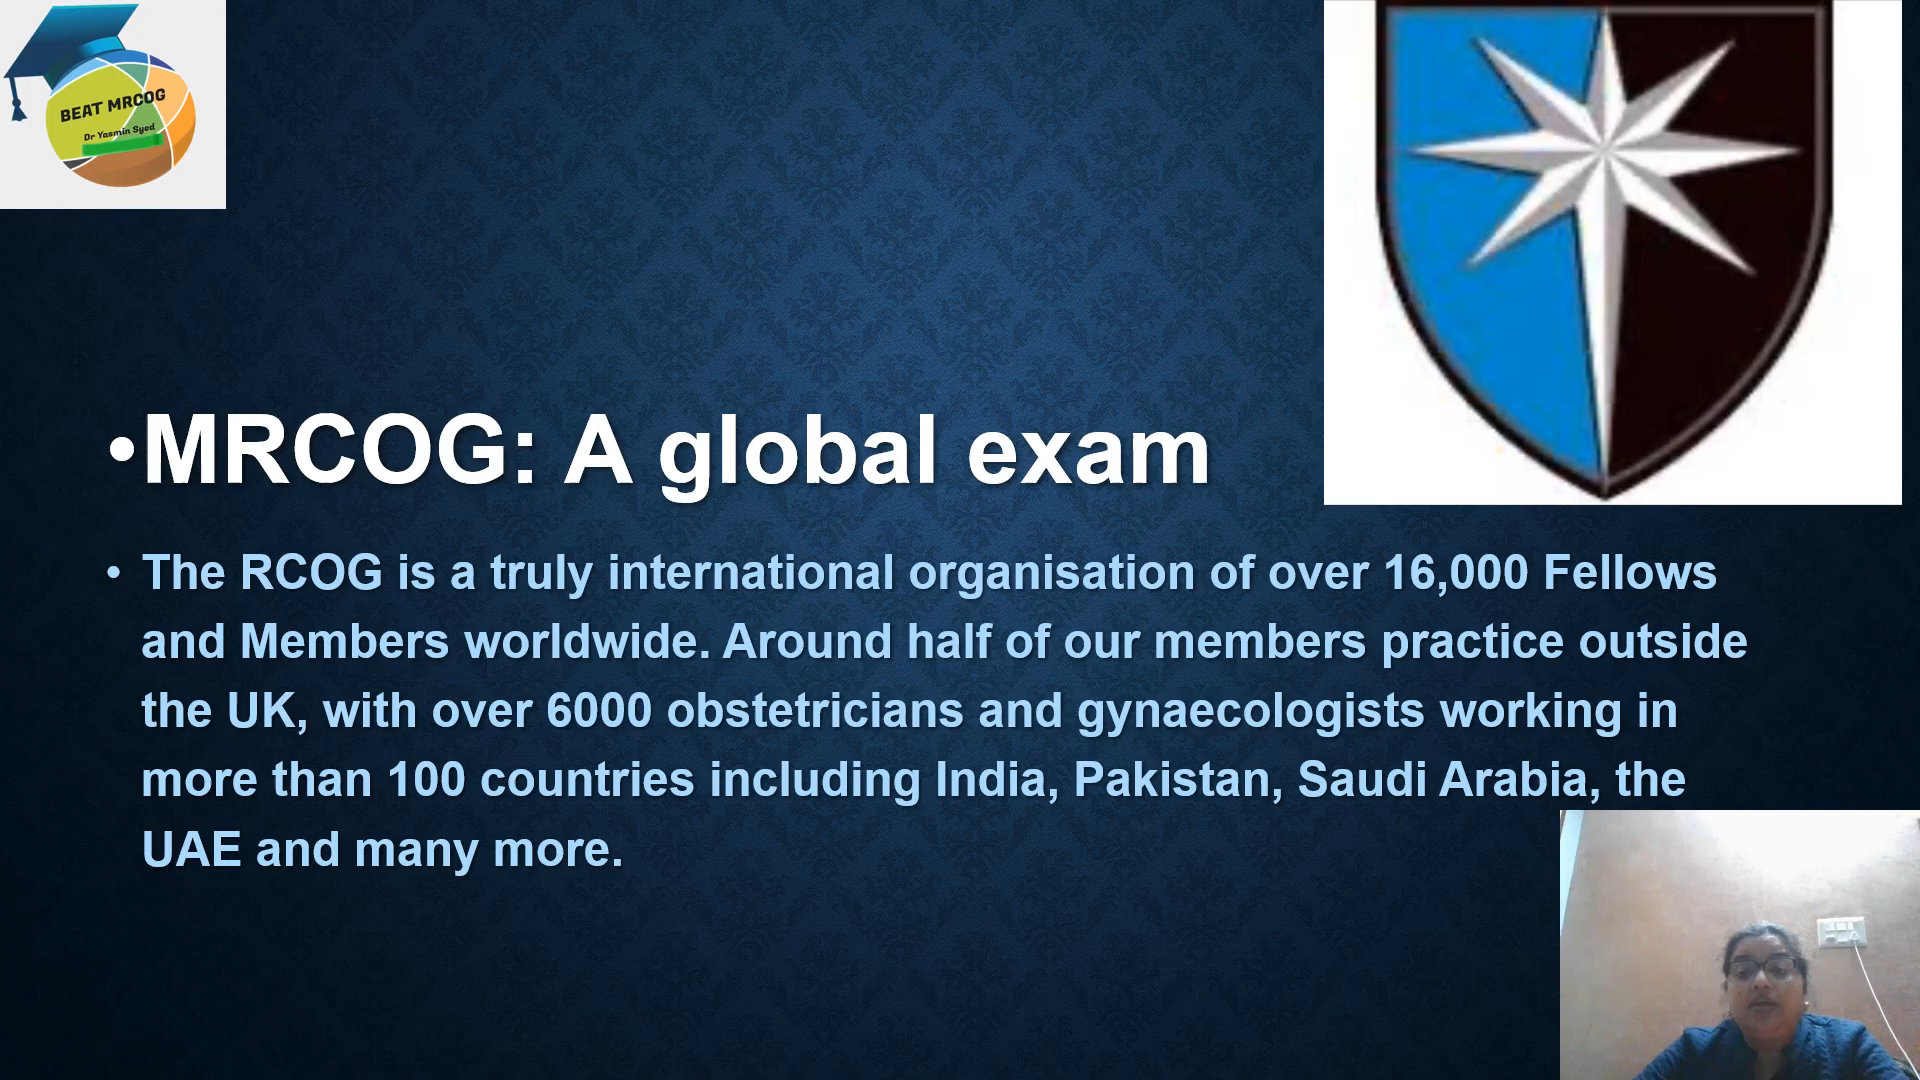 BEAT MRCOG
Dr Yasmin Syed
•MRCOG: A global exam
• The RCOG is a truly international organisation of over 16,000 Fellows
and Members worldwide. Around half of our members practice outside
the UK, with over 6000 obstetricians and gynaecologists working in
more than 100 countries including India, Pakistan, Saudi Arabia, the
UAE and many more.